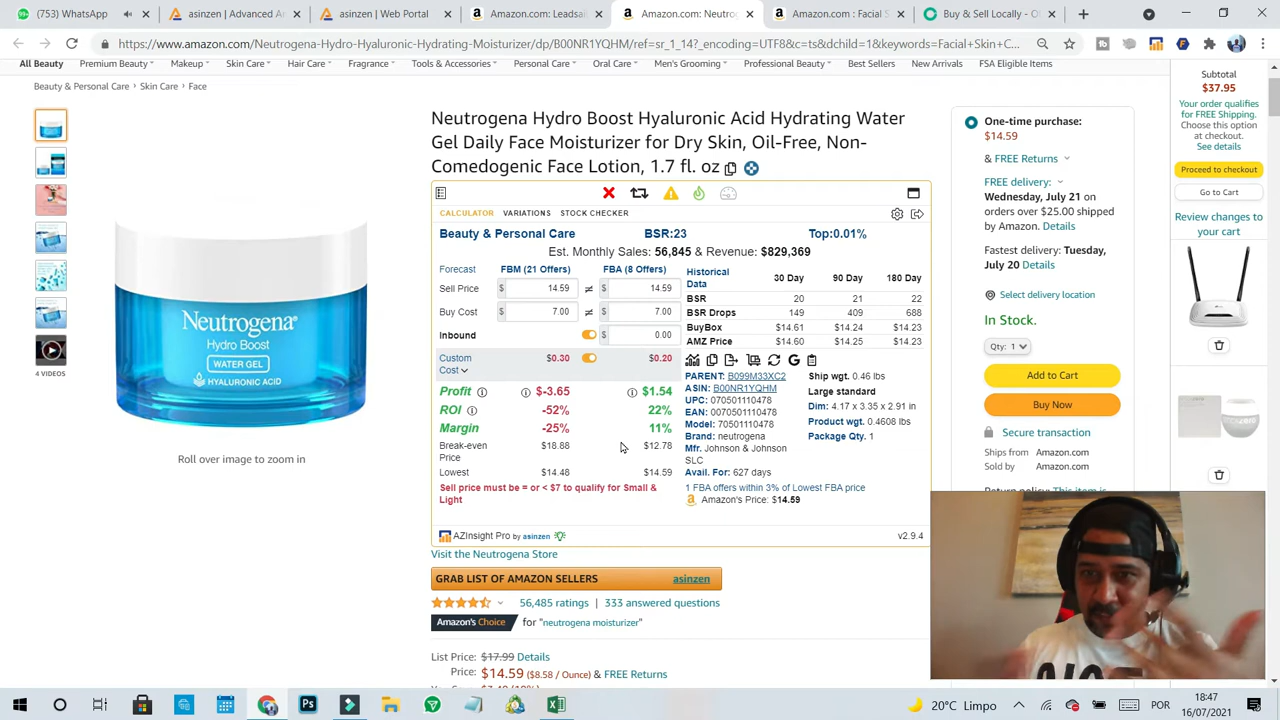 (753) WhatsApp
asinzen | Web Portal
asinzen | Web Portal
Amazon.com: Leadsai
Amazon.com: Neutrog
Amazon.com : Facial S
Buy & Sell Locally - Ol
https://www.amazon.com/Neutrogena-Hydro-Hyaluronic-Hydrating-Moisturizer/dp/B00NR1YQHM/ref=sr_1_14?_encoding=UTF8&c=ts&dchild=1&keywords=Facial+Skin+C...
All Beauty Premium Beauty Makeup Skin Care Hair Care Fragrance Tools & Accessories Personal Care Oral Care Men's Grooming Professional Beauty Best Sellers New Arrivals FSA Eligible Items
Beauty & Personal Care › Skin Care › Face
4 VIDEOS
Neutrogena®
Hydro Boost
WATER GEL
HYALURONIC ACID
Roll over image to zoom in
Neutrogena Hydro Boost Hyaluronic Acid Hydrating Water
Gel Daily Face Moisturizer for Dry Skin, Oil-Free, Non-
Comedogenic Face Lotion, 1.7 fl. oz
CALCULATOR VARIATIONS STOCK CHECKER
Beauty & Personal Care BSR:23 Top:0.01%
Est. Monthly Sales: 56,845 & Revenue: $829,369
Forecast FBM (21 Offers) FBA (8 Offers)
Sell Price $ 14.59 ≠ $ 14.59
Buy Cost $ 7.00 ≠ $ 7.00
Inbound $ 0.00
Custom
Cost $0.30 $0.20
Profit $-3.65 $1.54
ROI -52% 22%
Margin -25% 11%
Break-even
Price $18.88 $12.78
Lowest $14.48 $14.59
Sell price must be = or < $7 to qualify for Small &
Light
Historical
Data 30 Day 90 Day 180 Day
BSR 20 21 22
BSR Drops 149 409 688
BuyBox $14.61 $14.24 $14.23
AMZ Price $14.60 $14.25 $14.23
PARENT: B099M33XC2
ASIN: B00NR1YQHM
UPC: 070501110478
EAN: 0070501110478
Model: 70501110478
Brand: neutrogena
Mfr. Johnson & Johnson
SLC
Avail. For: 627 days
Ship wgt. 0.46 lbs
Large standard
Dim: 4.17 x 3.35 x 2.91 in
Product wgt. 0.4608 lbs
Package Qty. 1
1 FBA offers within 3% of Lowest FBA price
Amazon's Price: $14.59
AZInsight Pro by asinzen
v2.9.4
Visit the Neutrogena Store
GRAB LIST OF AMAZON SELLERS asinzen
56,485 ratings | 333 answered questions
Amazon's Choice for "neutrogena moisturizer"
List Price: $17.99 Details
Price: $14.59 ($8.58 / Ounce) & FREE Returns
One-time purchase:
$14.59
& FREE Returns
FREE delivery:
Wednesday, July 21 on
orders over $25.00 shipped
by Amazon. Details
Fastest delivery: Tuesday,
July 20 Details
Select delivery location
In Stock.
Qty: 1
Add to Cart
Buy Now
Secure transaction
Ships from Amazon.com
Sold by Amazon.com
Subtotal
$37.95
Your order qualifies
for FREE Shipping.
Choose this option
at checkout.
See details
Proceed to checkout
Go to Cart
Review changes to
your cart
20°C Limpo
POR
18:47
16/07/2021